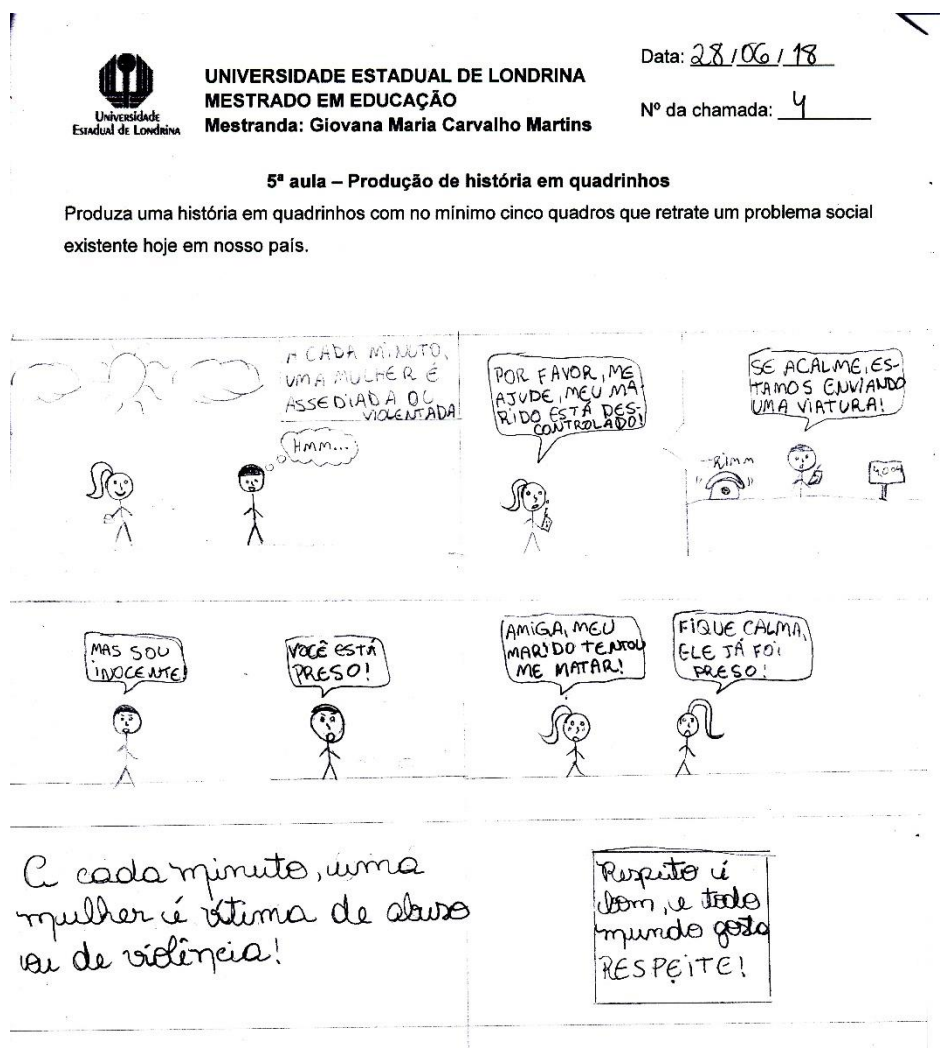 Universidade
Estadual de Londrina
UNIVERSIDADE ESTADUAL DE LONDRINA
MESTRADO EM EDUCAÇÃO
Mestranda: Giovana Maria Carvalho Martins
Data: 28/06/18
Nº da chamada: 4
5ª aula – Produção de história em quadrinhos
Produza uma história em quadrinhos com no mínimo cinco quadros que retrate um problema social
existente hoje em nosso país.
A CADA MINUTO,
UMA MULHER É
ASSEDIADA OU
VIOLENTADA
HMM...
POR FAVOR, ME
AJUDE, MEU MA
RIDO ESTÁ DES-
CONTROLADO!
SE ACALME, ES-
TAMOS ENVIANDO
UMA VIATURA!
RIMM
MAS SOU
INOCENTE!
VOCÊ ESTÁ
PRESO!
AMIGA, MEU
MARIDO TENTOU
ME MATAR!
FIQUE CALMA,
ELE JÁ FOI
PRESO!
A cada minuto, uma
mulher é vítima de abuso
ou de violência!
Respeito é
bom, e todo
mundo gosta
RESPEITE!